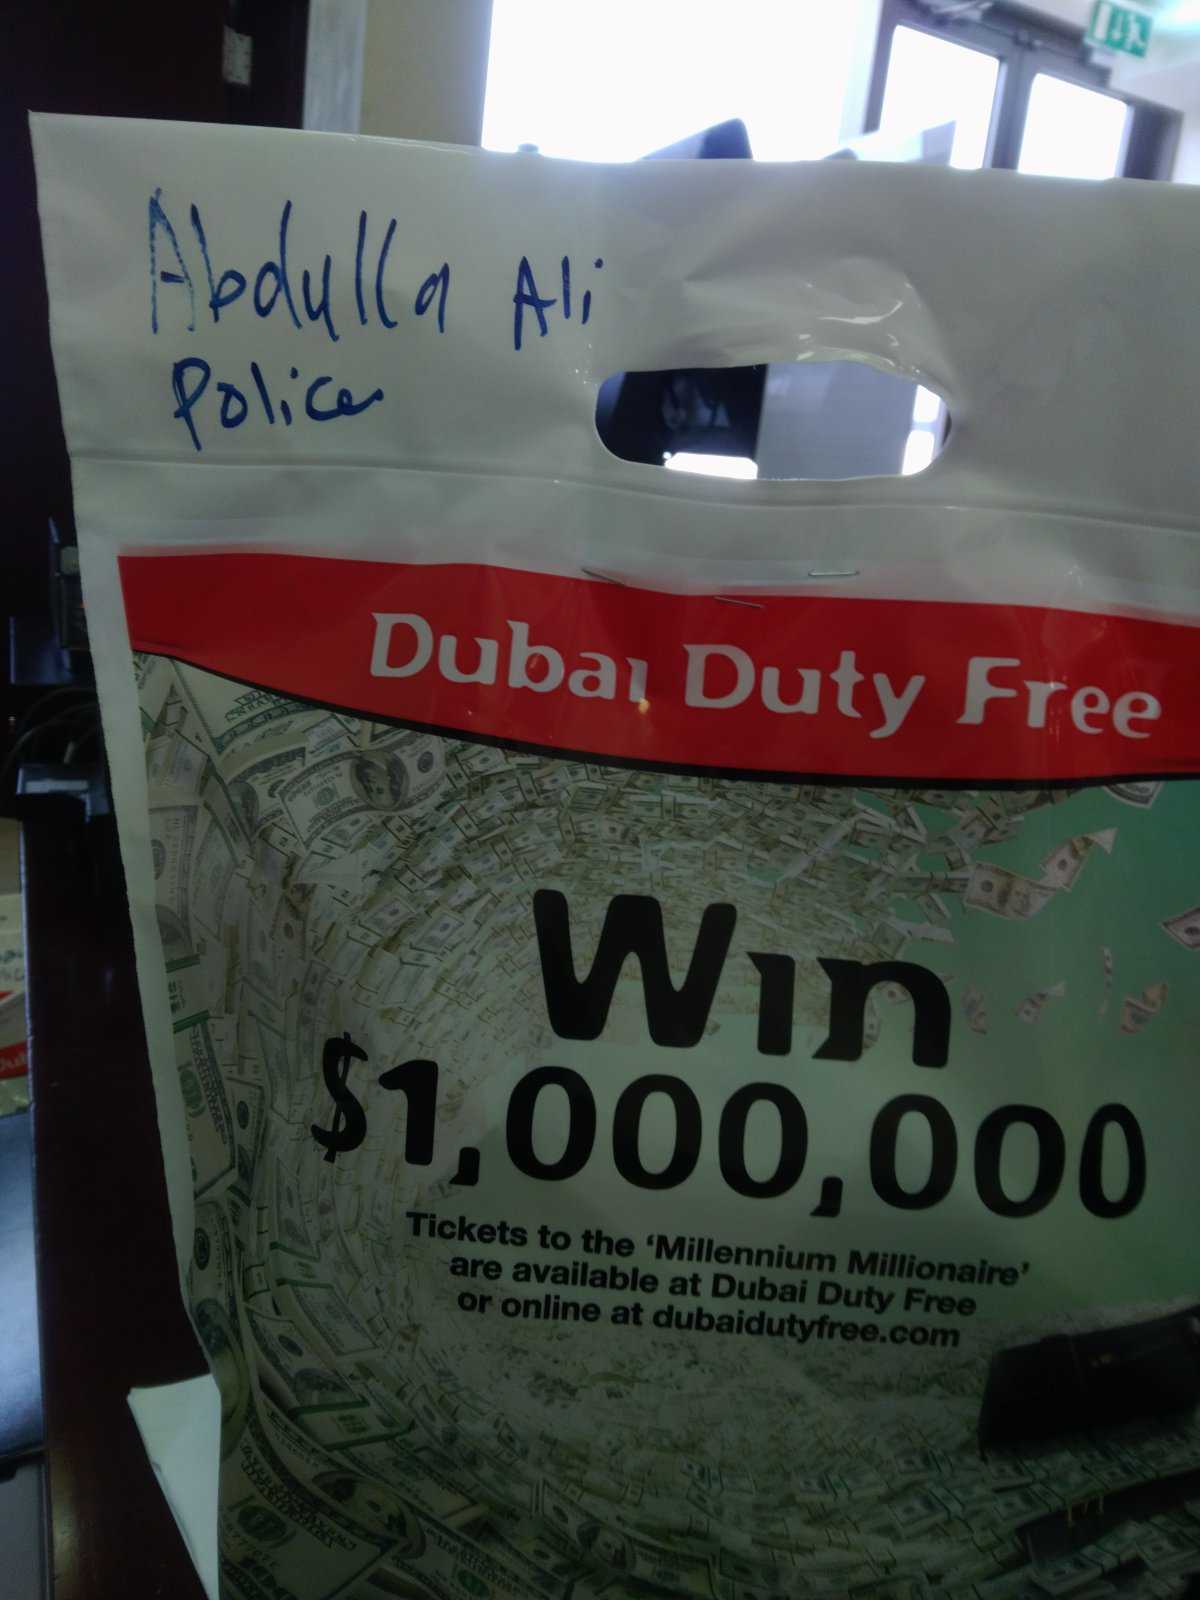 Abdulla Ali
Police
Dubai Duty Free
Win
$1,000,000
Tickets to the ‘Millennium Millionaire’
are available at Dubai Duty Free
or online at dubaidutyfree.com